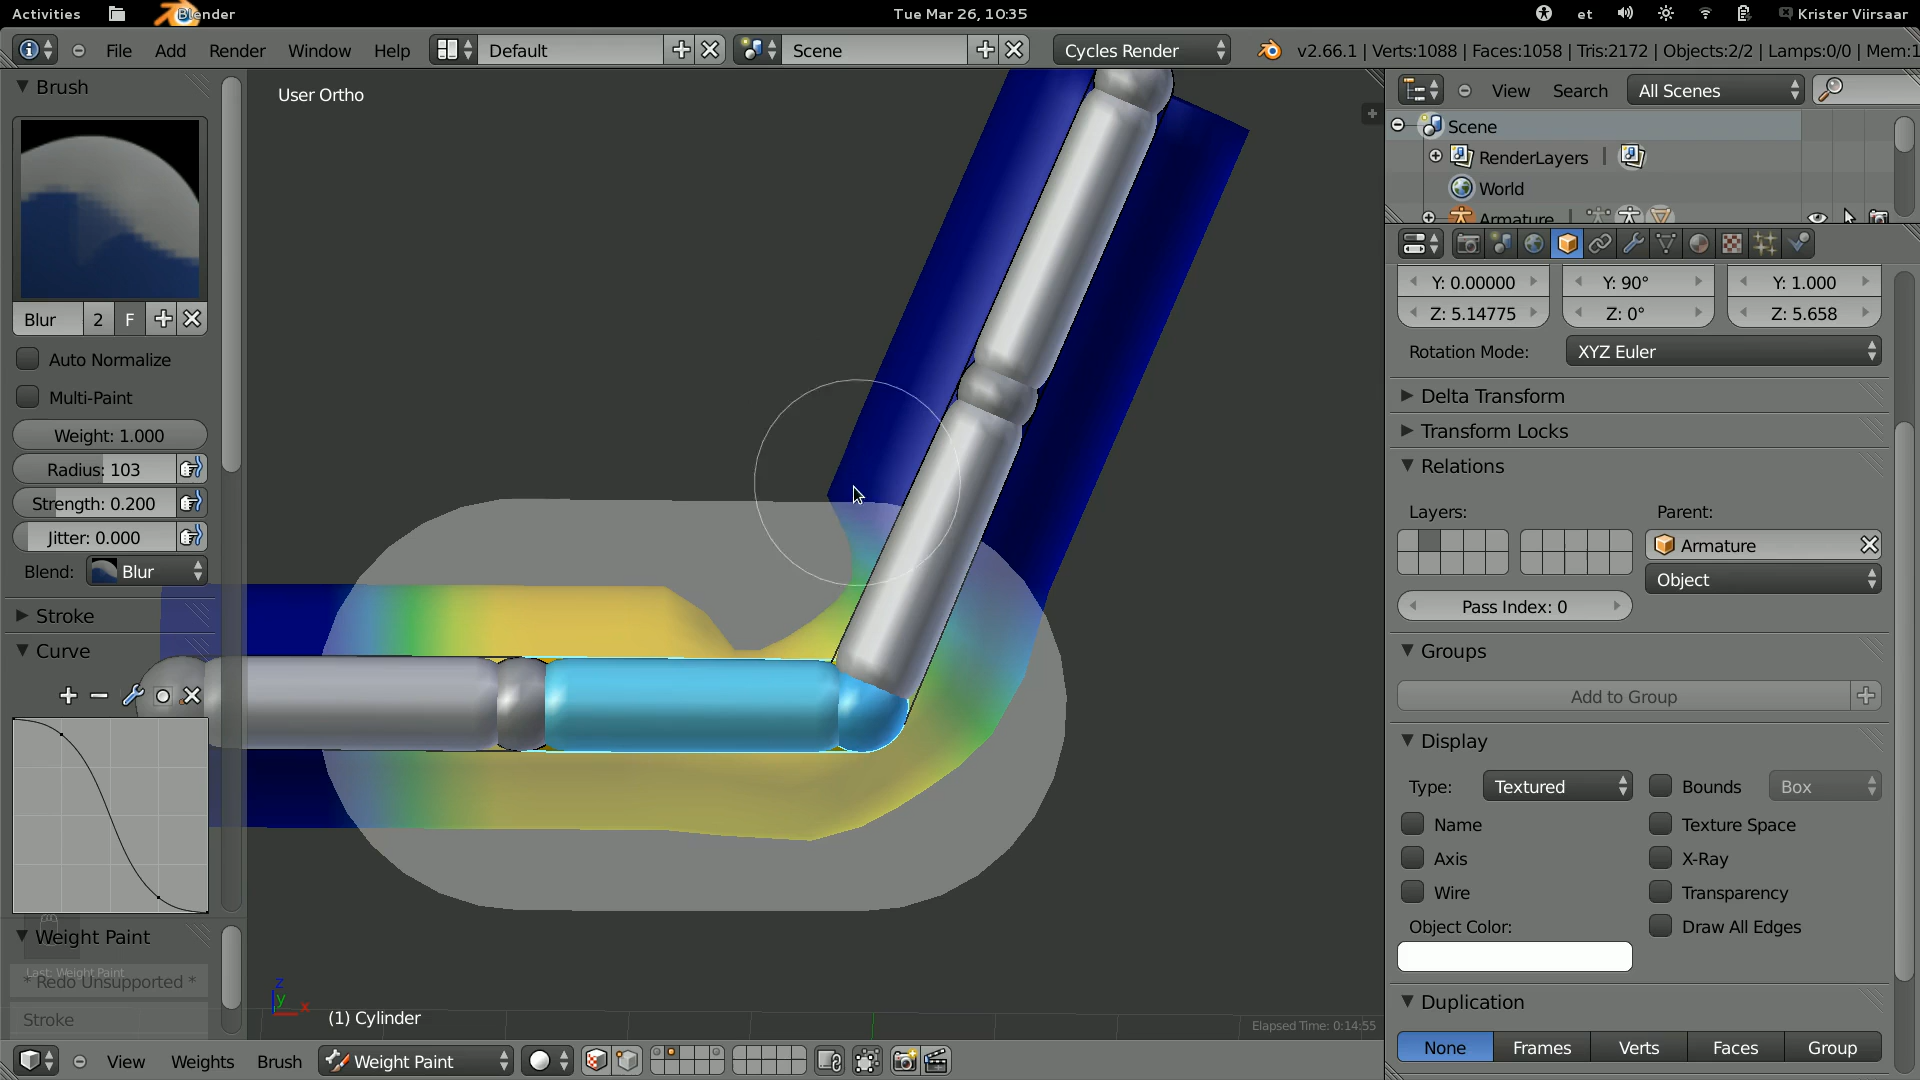 Activities Blender Tue Mar 26, 10:35 et Krister Viirsaar
File Add Render Window Help Default Scene Cycles Render v2.66.1 | Verts:1088 | Faces:1058 | Tris:2172 | Objects:2/2 | Lamps:0/0 | Mem:1
Brush
User Ortho
View Search All Scenes
Scene
RenderLayers
World
Armature
Blur 2 F
Auto Normalize
Multi-Paint
Weight: 1.000
Radius: 103
Strength: 0.200
Jitter: 0.000
Blend: Blur
Stroke
Curve
Weight Paint
Last: Weight Paint
* Redo Unsupported *
Stroke
z
y
x
(1) Cylinder
Elapsed Time: 0:14:55
View Weights Brush Weight Paint
Y: 0.00000 Y: 90° Y: 1.000
Z: 5.14775 Z: 0° Z: 5.658
Rotation Mode: XYZ Euler
Delta Transform
Transform Locks
Relations
Layers: Parent:
Armature
Object
Pass Index: 0
Groups
Add to Group
Display
Type: Textured Bounds Box
Name Texture Space
Axis X-Ray
Wire Transparency
Object Color: Draw All Edges
Duplication
None Frames Verts Faces Group